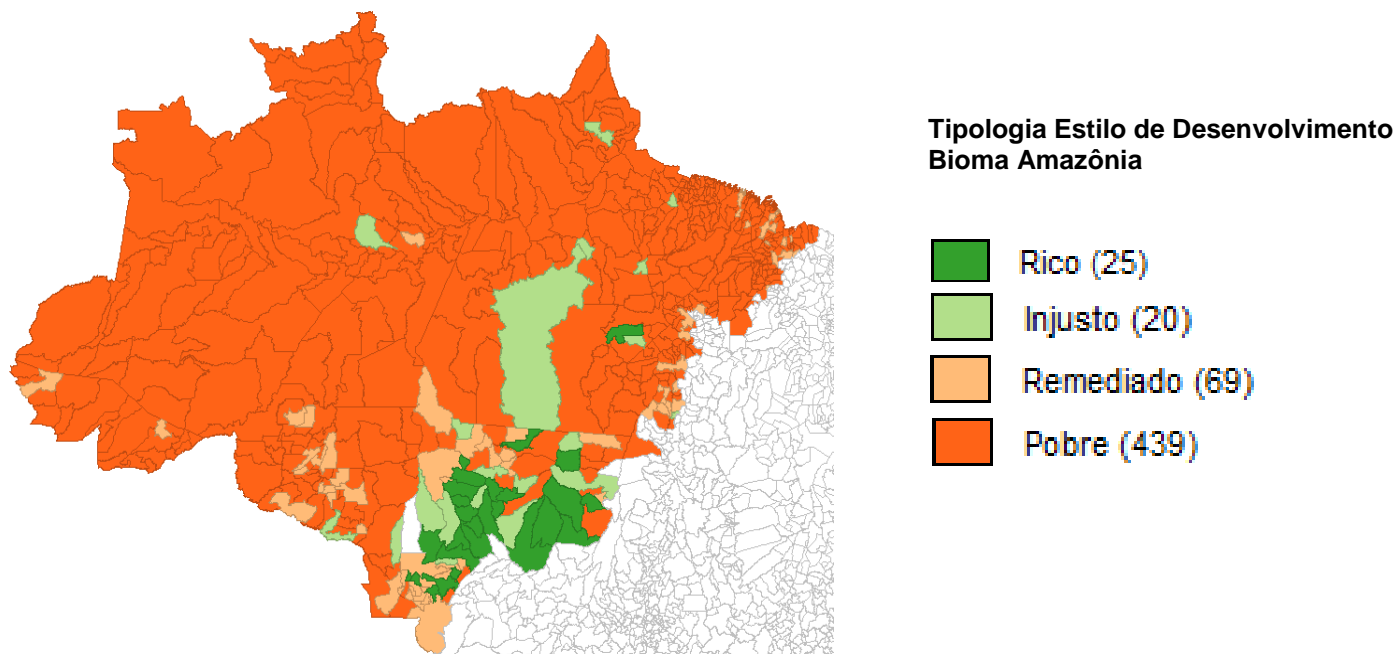 Tipologia Estilo de Desenvolvimento
Bioma Amazônia
Rico (25)
Injusto (20)
Remediado (69)
Pobre (439)